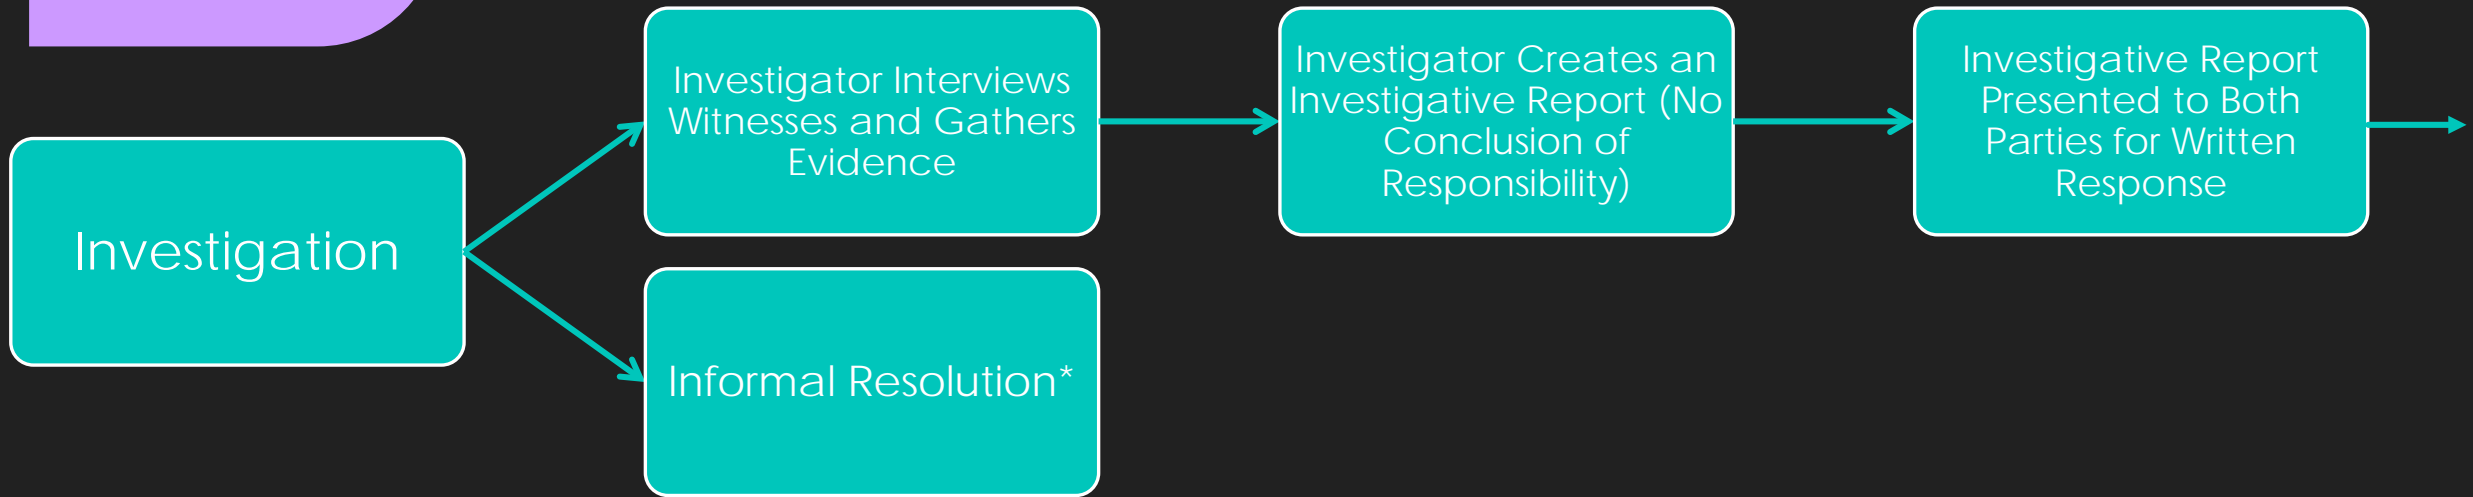 Investigation
Investigator Interviews
Witnesses and Gathers
Evidence
Informal Resolution*
Investigator Creates an
Investigative Report (No
Conclusion of
Responsibility)
Investigative Report
Presented to Both
Parties for Written
Response